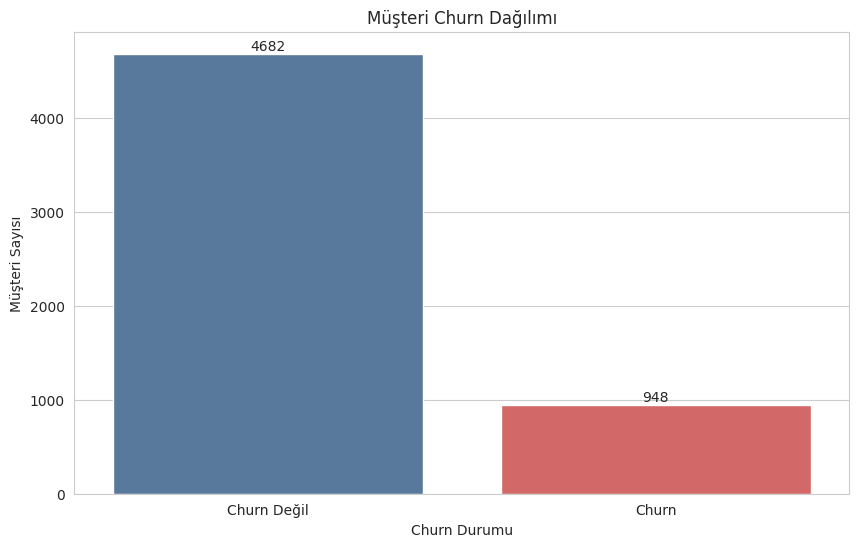 Müşteri Churn Dağılımı
4682
948
4000
3000
2000
1000
0
Müşteri Sayısı
Churn Değil
Churn
Churn Durumu